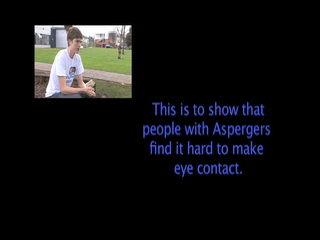 This is to show that
people with Aspergers
find it hard to make
eye contact.